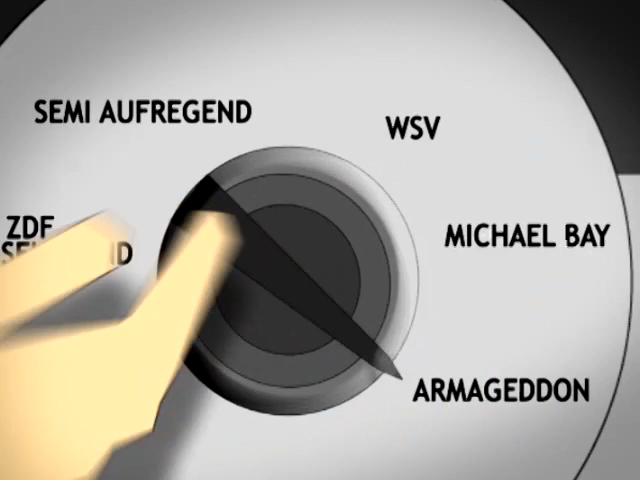 SEMI AUFREGEND
WSV
ZDF
MICHAEL BAY
ARMAGEDDON